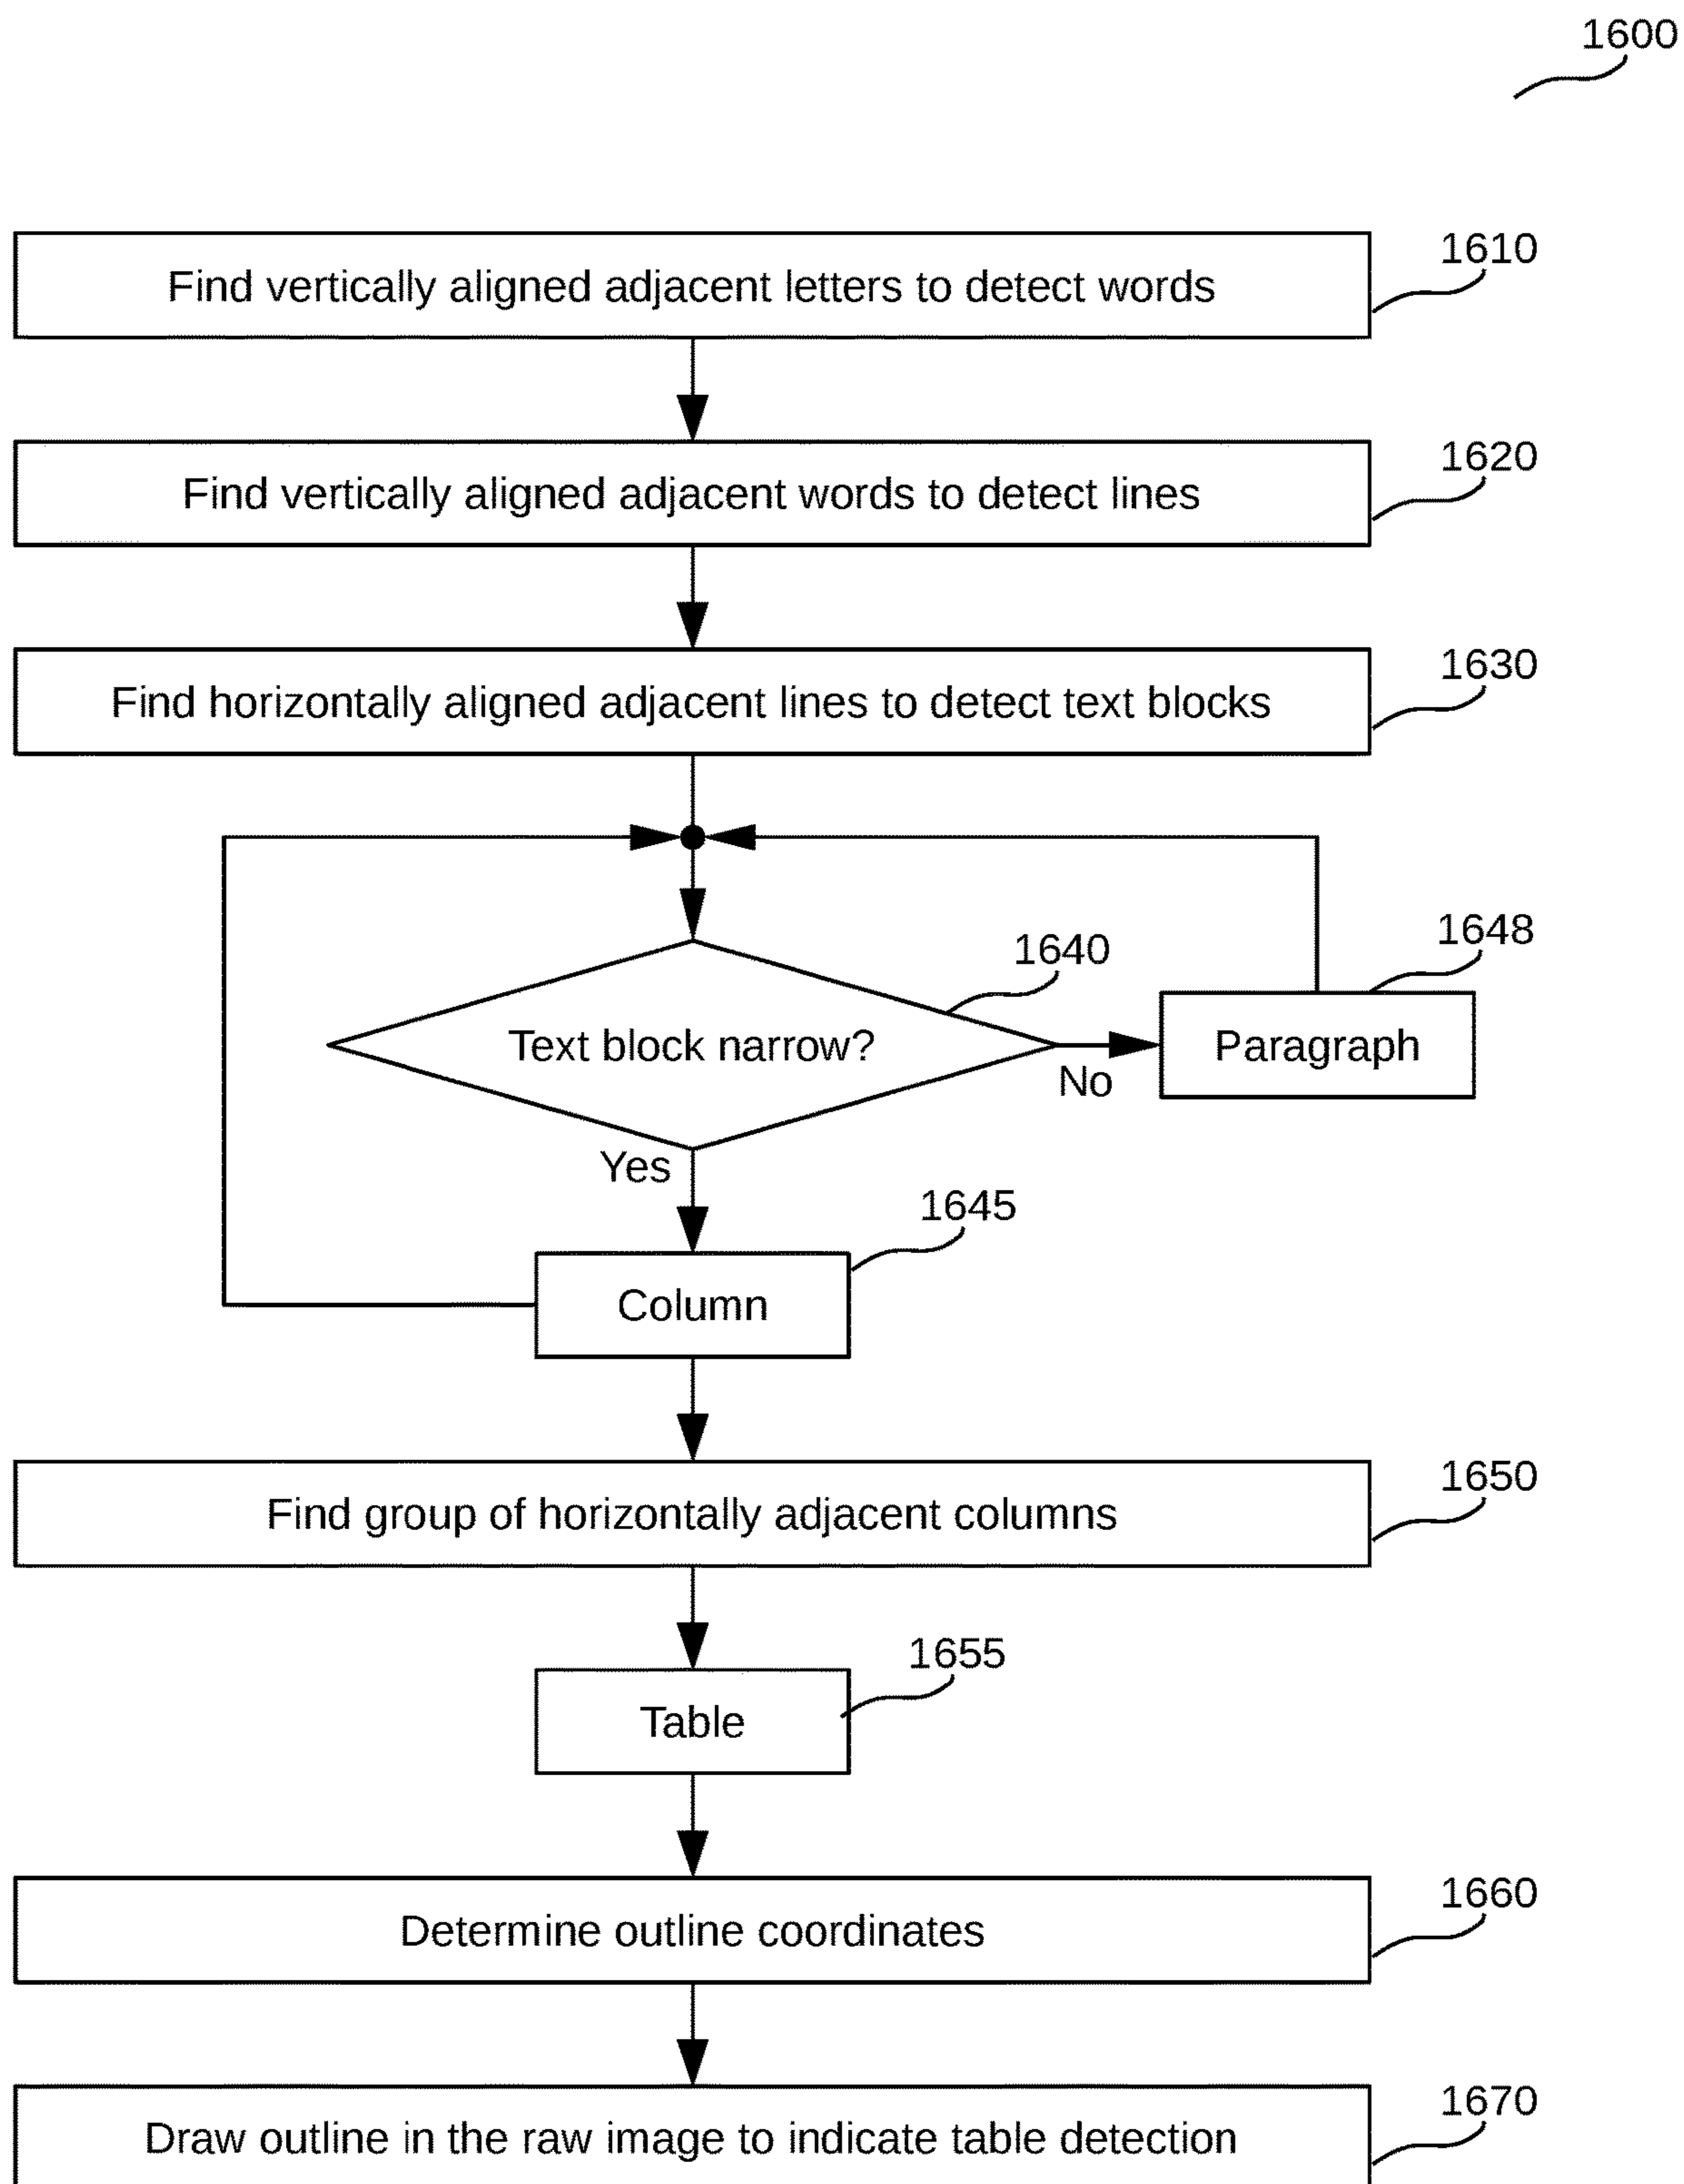 1600
Find vertically aligned adjacent letters to detect words
1610
Find vertically aligned adjacent words to detect lines
1620
Find horizontally aligned adjacent lines to detect text blocks
1630
1640
1648
Text block narrow?
No
Paragraph
Yes
1645
Column
Find group of horizontally adjacent columns
1650
1655
Table
Determine outline coordinates
1660
Draw outline in the raw image to indicate table detection
1670